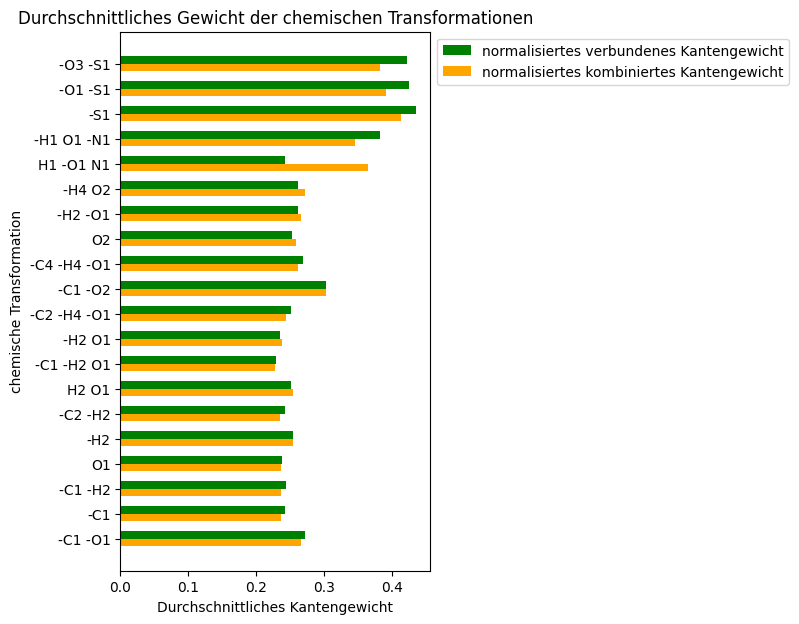 Durchschnittliches Gewicht der chemischen Transformationen
normalisiertes verbundenes Kantengewicht
normalisiertes kombiniertes Kantengewicht
chemische Transformation
-O3 -S1
-O1 -S1
-S1
-H1 O1 -N1
H1 -O1 N1
-H4 O2
-H2 -O1
O2
-C4 -H4 -O1
-C1 -O2
-C2 -H4 -O1
-H2 O1
-C1 -H2 O1
H2 O1
-C2 -H2
-H2
O1
-C1 -H2
-C1
-C1 -O1
0.0 0.1 0.2 0.3 0.4
Durchschnittliches Kantengewicht